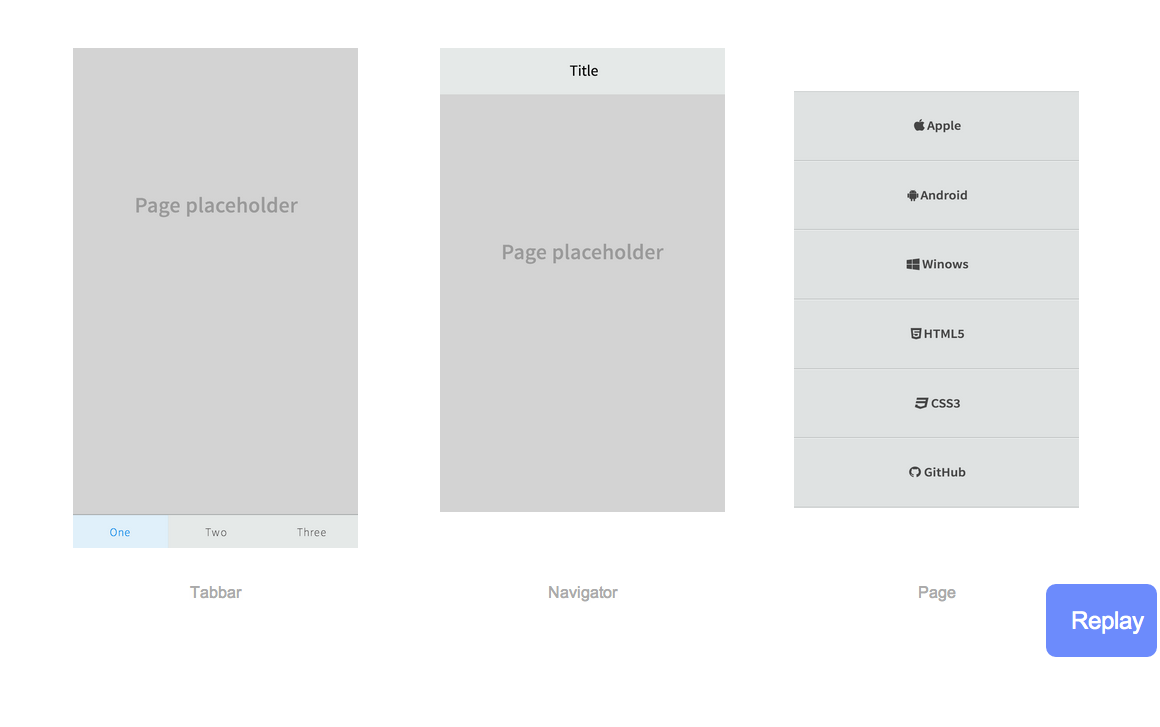 Page placeholder
One Two Three
Tabbar
Title
Page placeholder
Navigator
Apple
Android
Winows
HTML5
CSS3
GitHub
Page
Replay